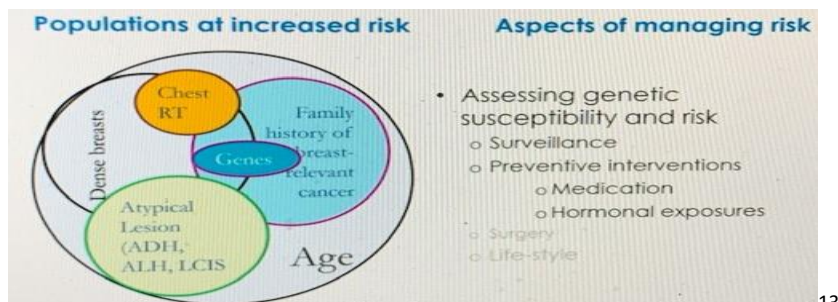 Populations at increased risk
Aspects of managing risk
Chest
RT
Dense breasts
Family
history of
breast-
relevant
cancer
Genes
Atypical
Lesion
(ADH,
ALH, LCIS
Age
• Assessing genetic
susceptibility and risk
o Surveillance
o Preventive interventions
o Medication
o Hormonal exposures
o Surgery
o Life-style